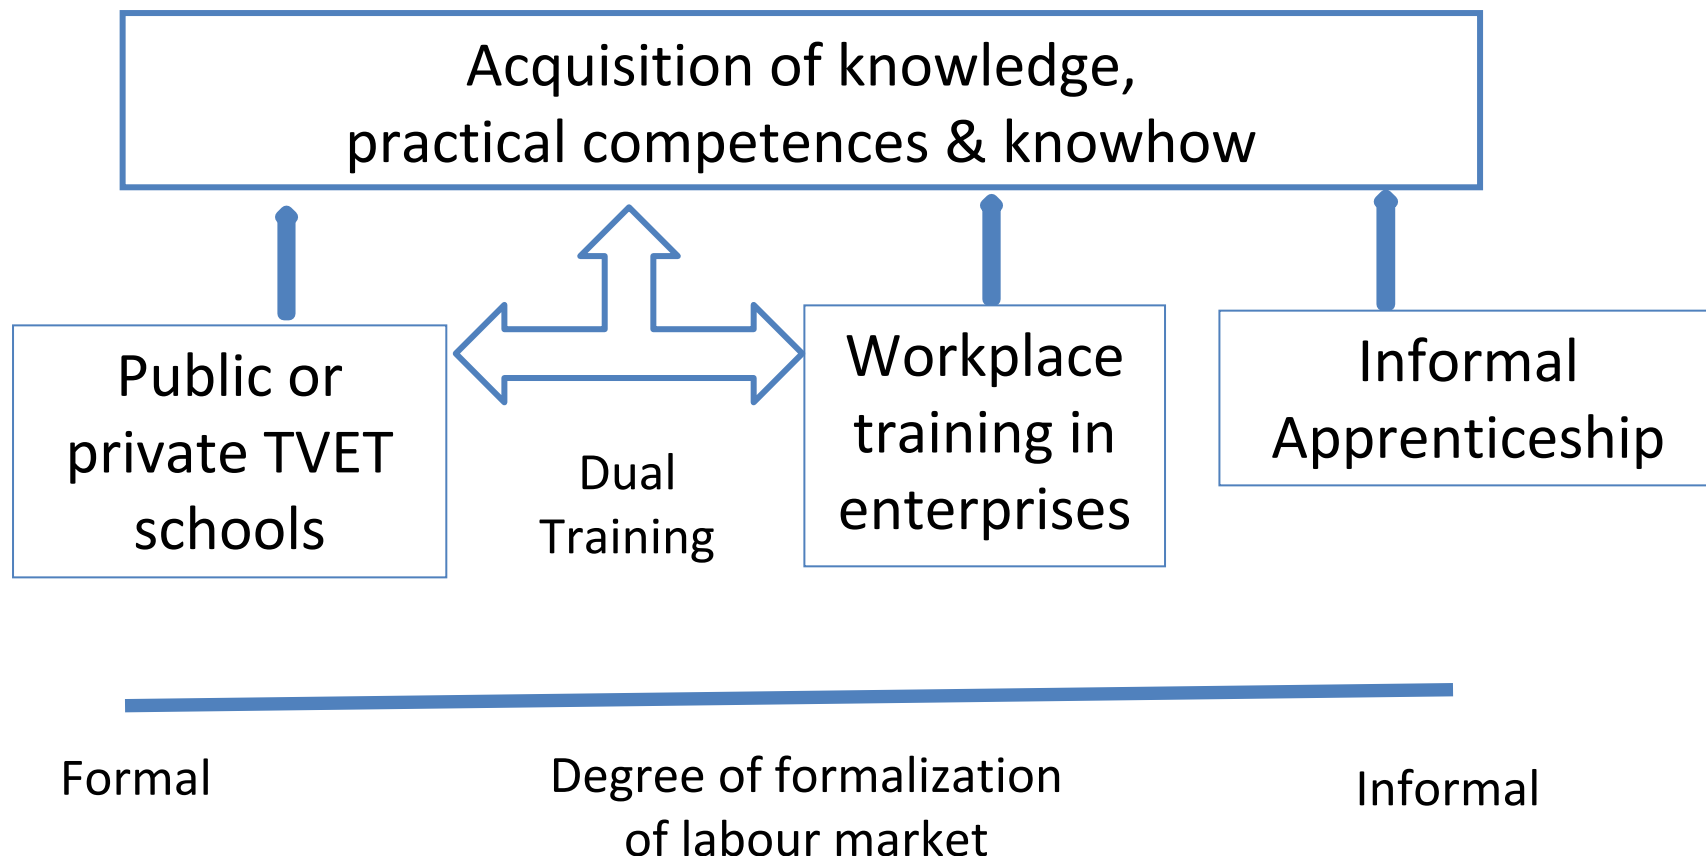 Acquisition of knowledge,
practical competences & knowhow
Public or
private TVET
schools
Dual
Training
Workplace
training in
enterprises
Informal
Apprenticeship
Formal
Degree of formalization
of labour market
Informal